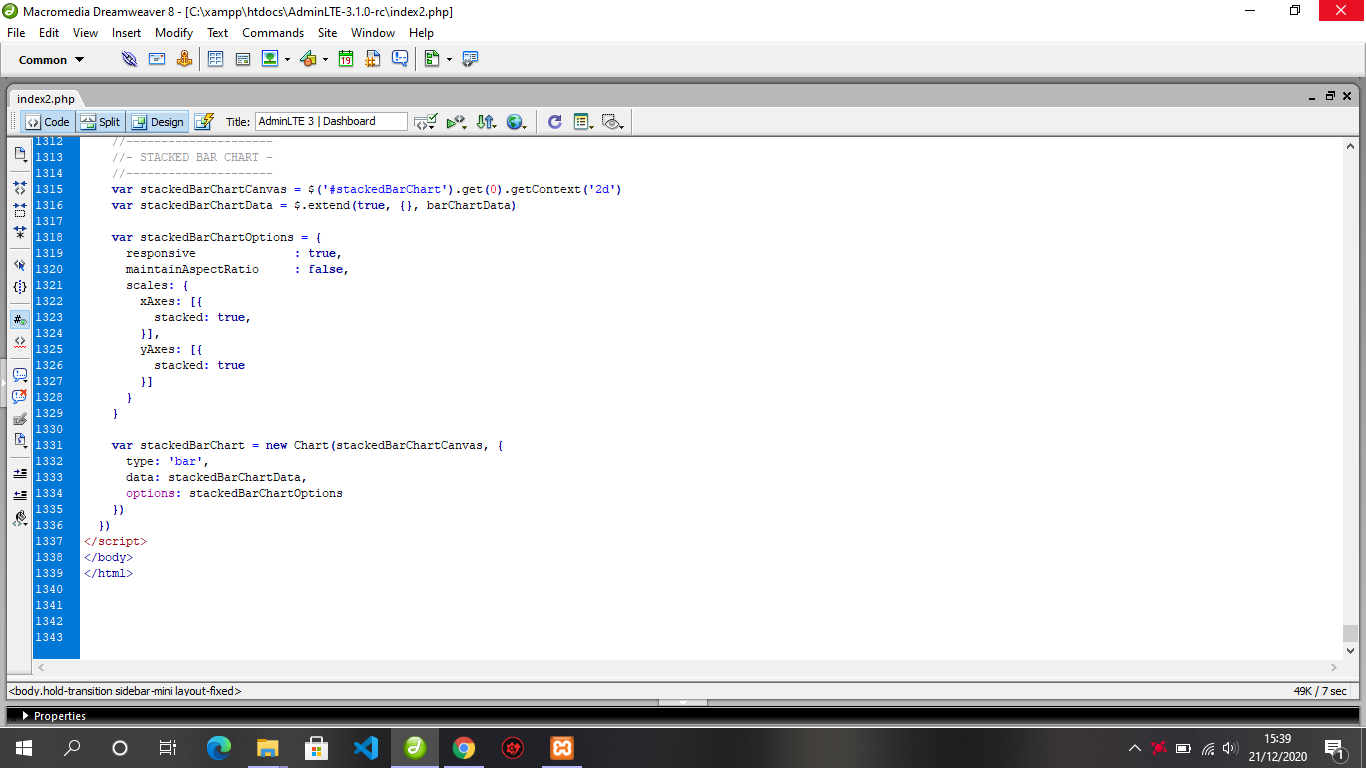 Macromedia Dreamweaver 8 - [C:\xampp\htdocs\AdminLTE-3.1.0-rc\index2.php]
File Edit View Insert Modify Text Commands Site Window Help
Common
19
index2.php
Code Split Design Title: AdminLTE 3 | Dashboard
1312 //---------------------
1313 //- STACKED BAR CHART -
1314 //---------------------
1315 var stackedBarChartCanvas = $('#stackedBarChart').get(0).getContext('2d')
1316 var stackedBarChartData = $.extend(true, {}, barChartData)
1317
1318 var stackedBarChartOptions = {
1319 responsive : true,
1320 maintainAspectRatio : false,
1321 scales: {
1322 xAxes: [{
1323 stacked: true,
1324 }],
1325 yAxes: [{
1326 stacked: true
1327 }]
1328 }
1329 }
1330
1331 var stackedBarChart = new Chart(stackedBarChartCanvas, {
1332 type: 'bar',
1333 data: stackedBarChartData,
1334 options: stackedBarChartOptions
1335 })
1336 })
1337 </script>
1338 </body>
1339 </html>
1340
1341
1342
1343
<body.hold-transition sidebar-mini layout-fixed> 49K / 7 sec
Properties
15:39
21/12/2020
1